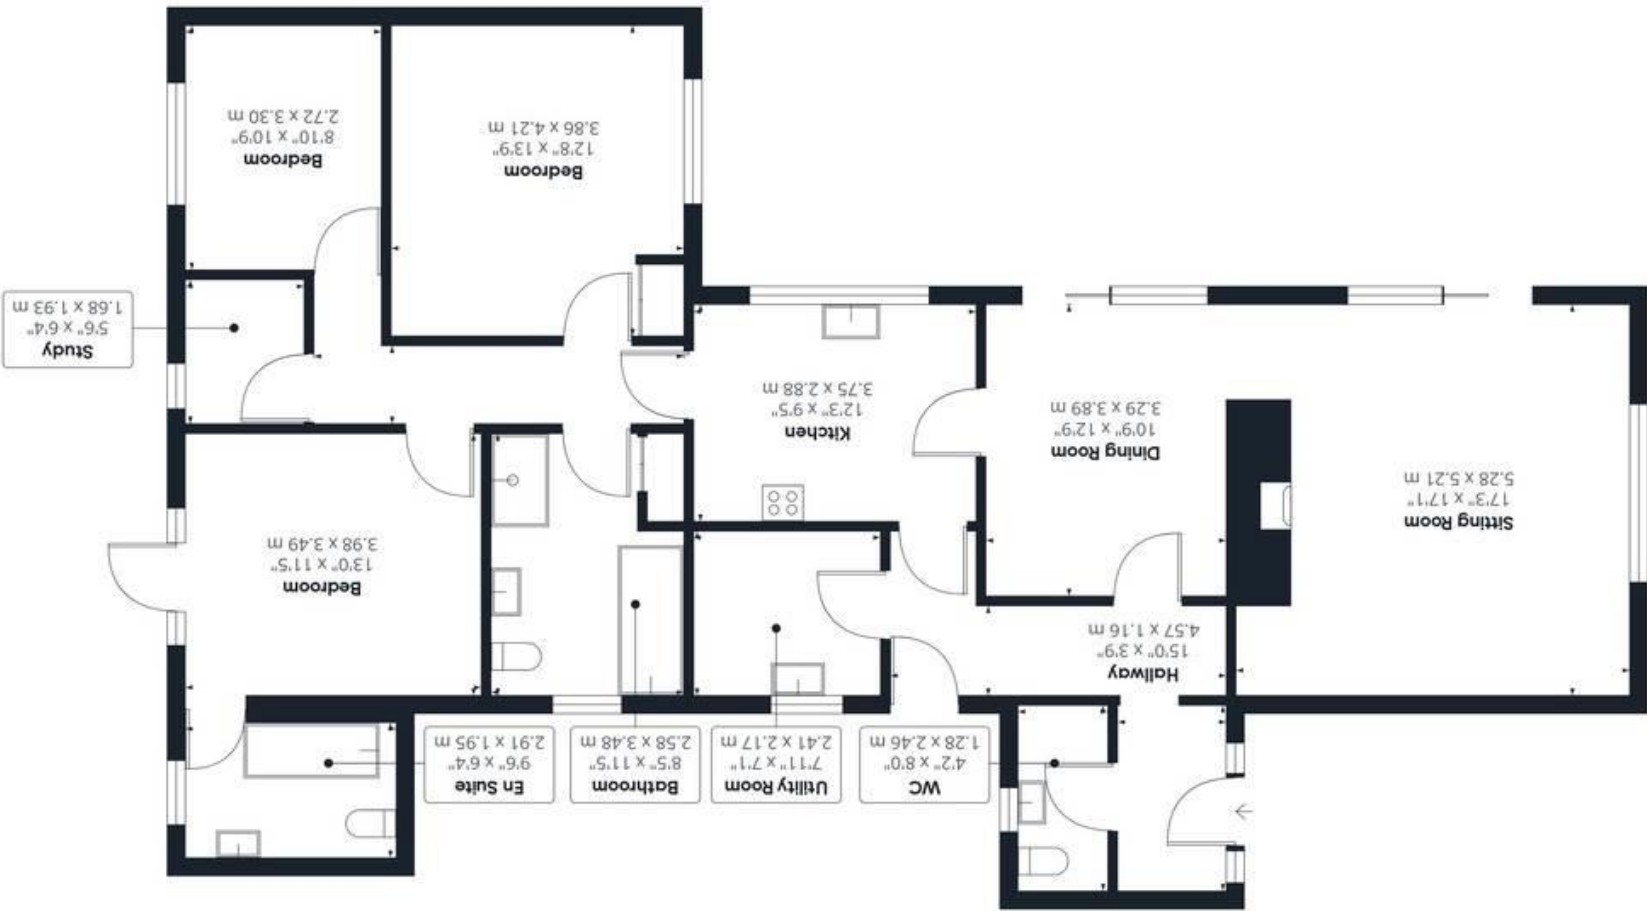 WC
4'2" x 8'0"
1.28 x 2.46 m
Utility Room
7'11" x 7'1"
2.41 x 2.17 m
Bathroom
8'5" x 11'5"
2.58 x 3.48 m
En Suite
9'6" x 6'4"
2.91 x 1.95 m
Hallway
15'0" x 3'9"
4.57 x 1.16 m
Bedroom
13'0" x 11'5"
3.98 x 3.49 m
Sitting Room
17'3" x 17'1"
5.28 x 5.21 m
Dining Room
10'9" x 12'9"
3.29 x 3.89 m
Kitchen
12'3" x 9'5"
3.75 x 2.88 m
Study
5'6" x 6'4"
1.68 x 1.93 m
Bedroom
12'8" x 13'9"
3.86 x 4.21 m
Bedroom
8'10" x 10'9"
2.72 x 3.30 m